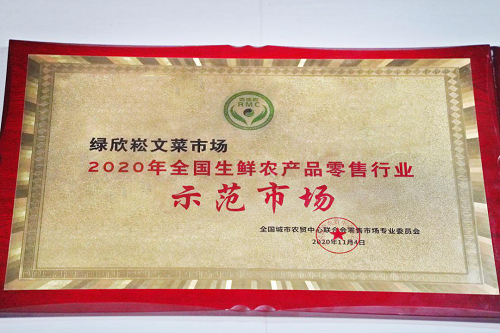 RMC
绿欣崧文菜市场
2020年全国生鲜农产品零售行业
示范市场
全国城市农贸中心联合会零售市场专业委员会
2020年11月4日